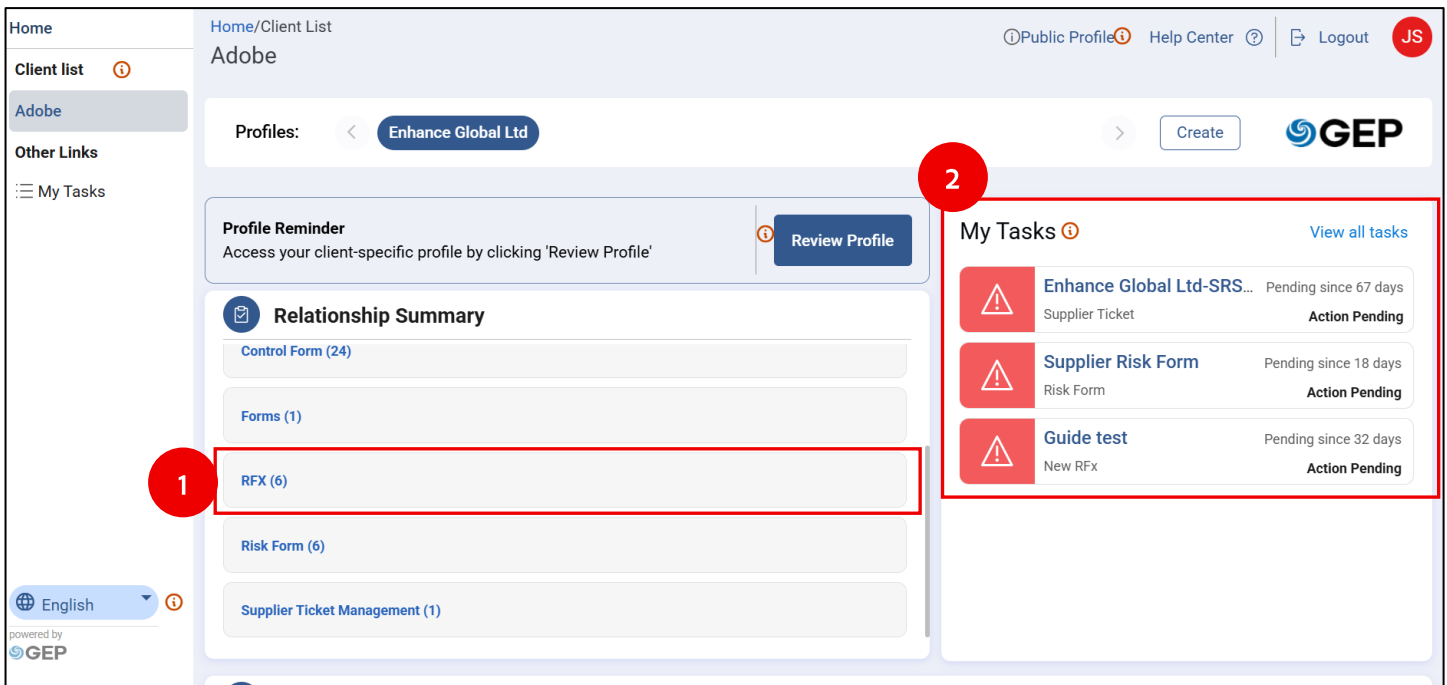 Home
Client list
Adobe
Other Links
My Tasks
English
powered by
GEP
Home/Client List
Adobe
Public Profile
Help Center
Logout
JS
Profiles:
Enhance Global Ltd
Create
GEP
Profile Reminder
Access your client-specific profile by clicking 'Review Profile'
Review Profile
Relationship Summary
Control Form (24)
Forms (1)
1
RFX (6)
Risk Form (6)
Supplier Ticket Management (1)
2
My Tasks
View all tasks
Enhance Global Ltd-SRS... Pending since 67 days
Supplier Ticket Action Pending
Supplier Risk Form Pending since 18 days
Risk Form Action Pending
Guide test Pending since 32 days
New RFx Action Pending